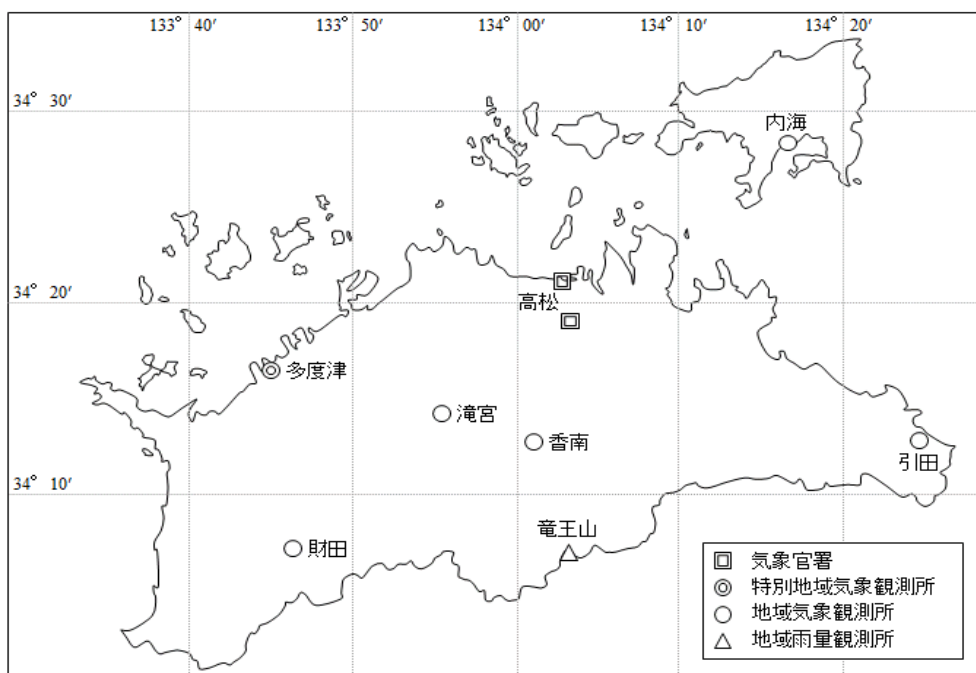 133° 40′
133° 50′
134° 00′
134° 10′
134° 20′
34° 30′
内海
34° 20′
高松
多度津
滝宮
香南
引田
34° 10′
竜王山
財田
気象官署
特別地域気象観測所
地域気象観測所
地域雨量観測所